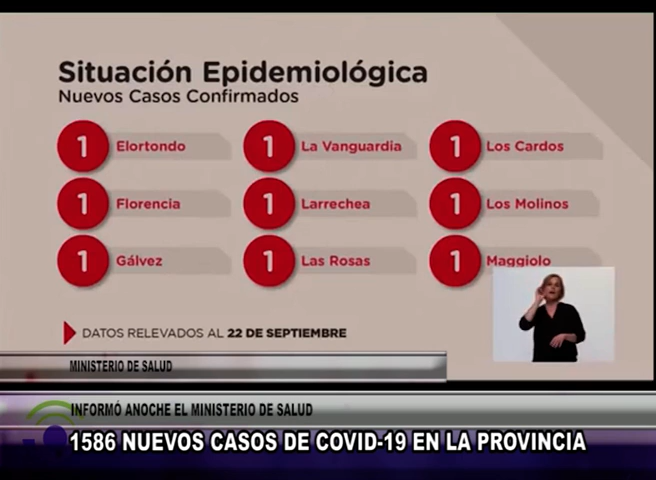 Situación Epidemiológica
Nuevos Casos Confirmados
1 Elortondo
1 La Vanguardia
1 Los Cardos
1 Florencia
1 Larrechea
1 Los Molinos
1 Gálvez
1 Las Rosas
1 Maggiolo
DATOS RELEVADOS AL 22 DE SEPTIEMBRE
MINISTERIO DE SALUD
INFORMÓ ANOCHE EL MINISTERIO DE SALUD
1586 NUEVOS CASOS DE COVID-19 EN LA PROVINCIA